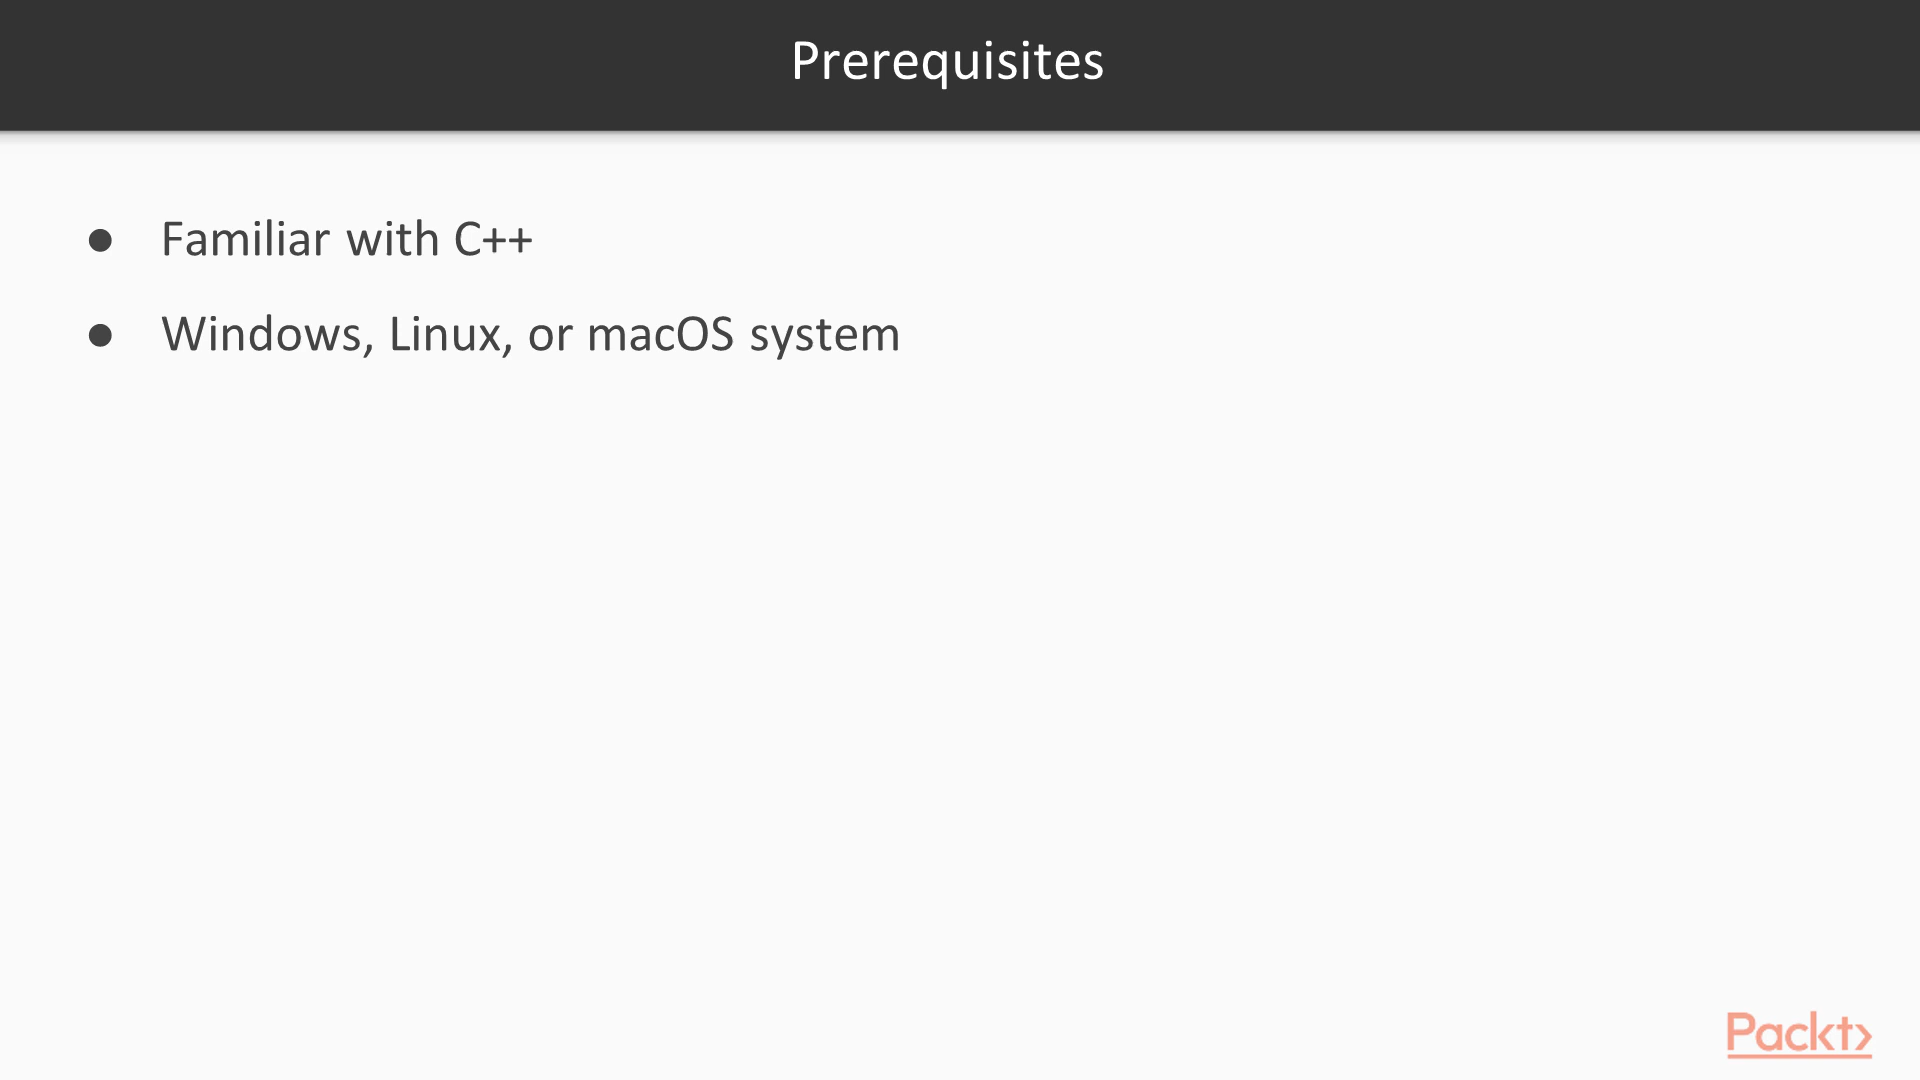 Prerequisites
● Familiar with C++
● Windows, Linux, or macOS system
Packt>